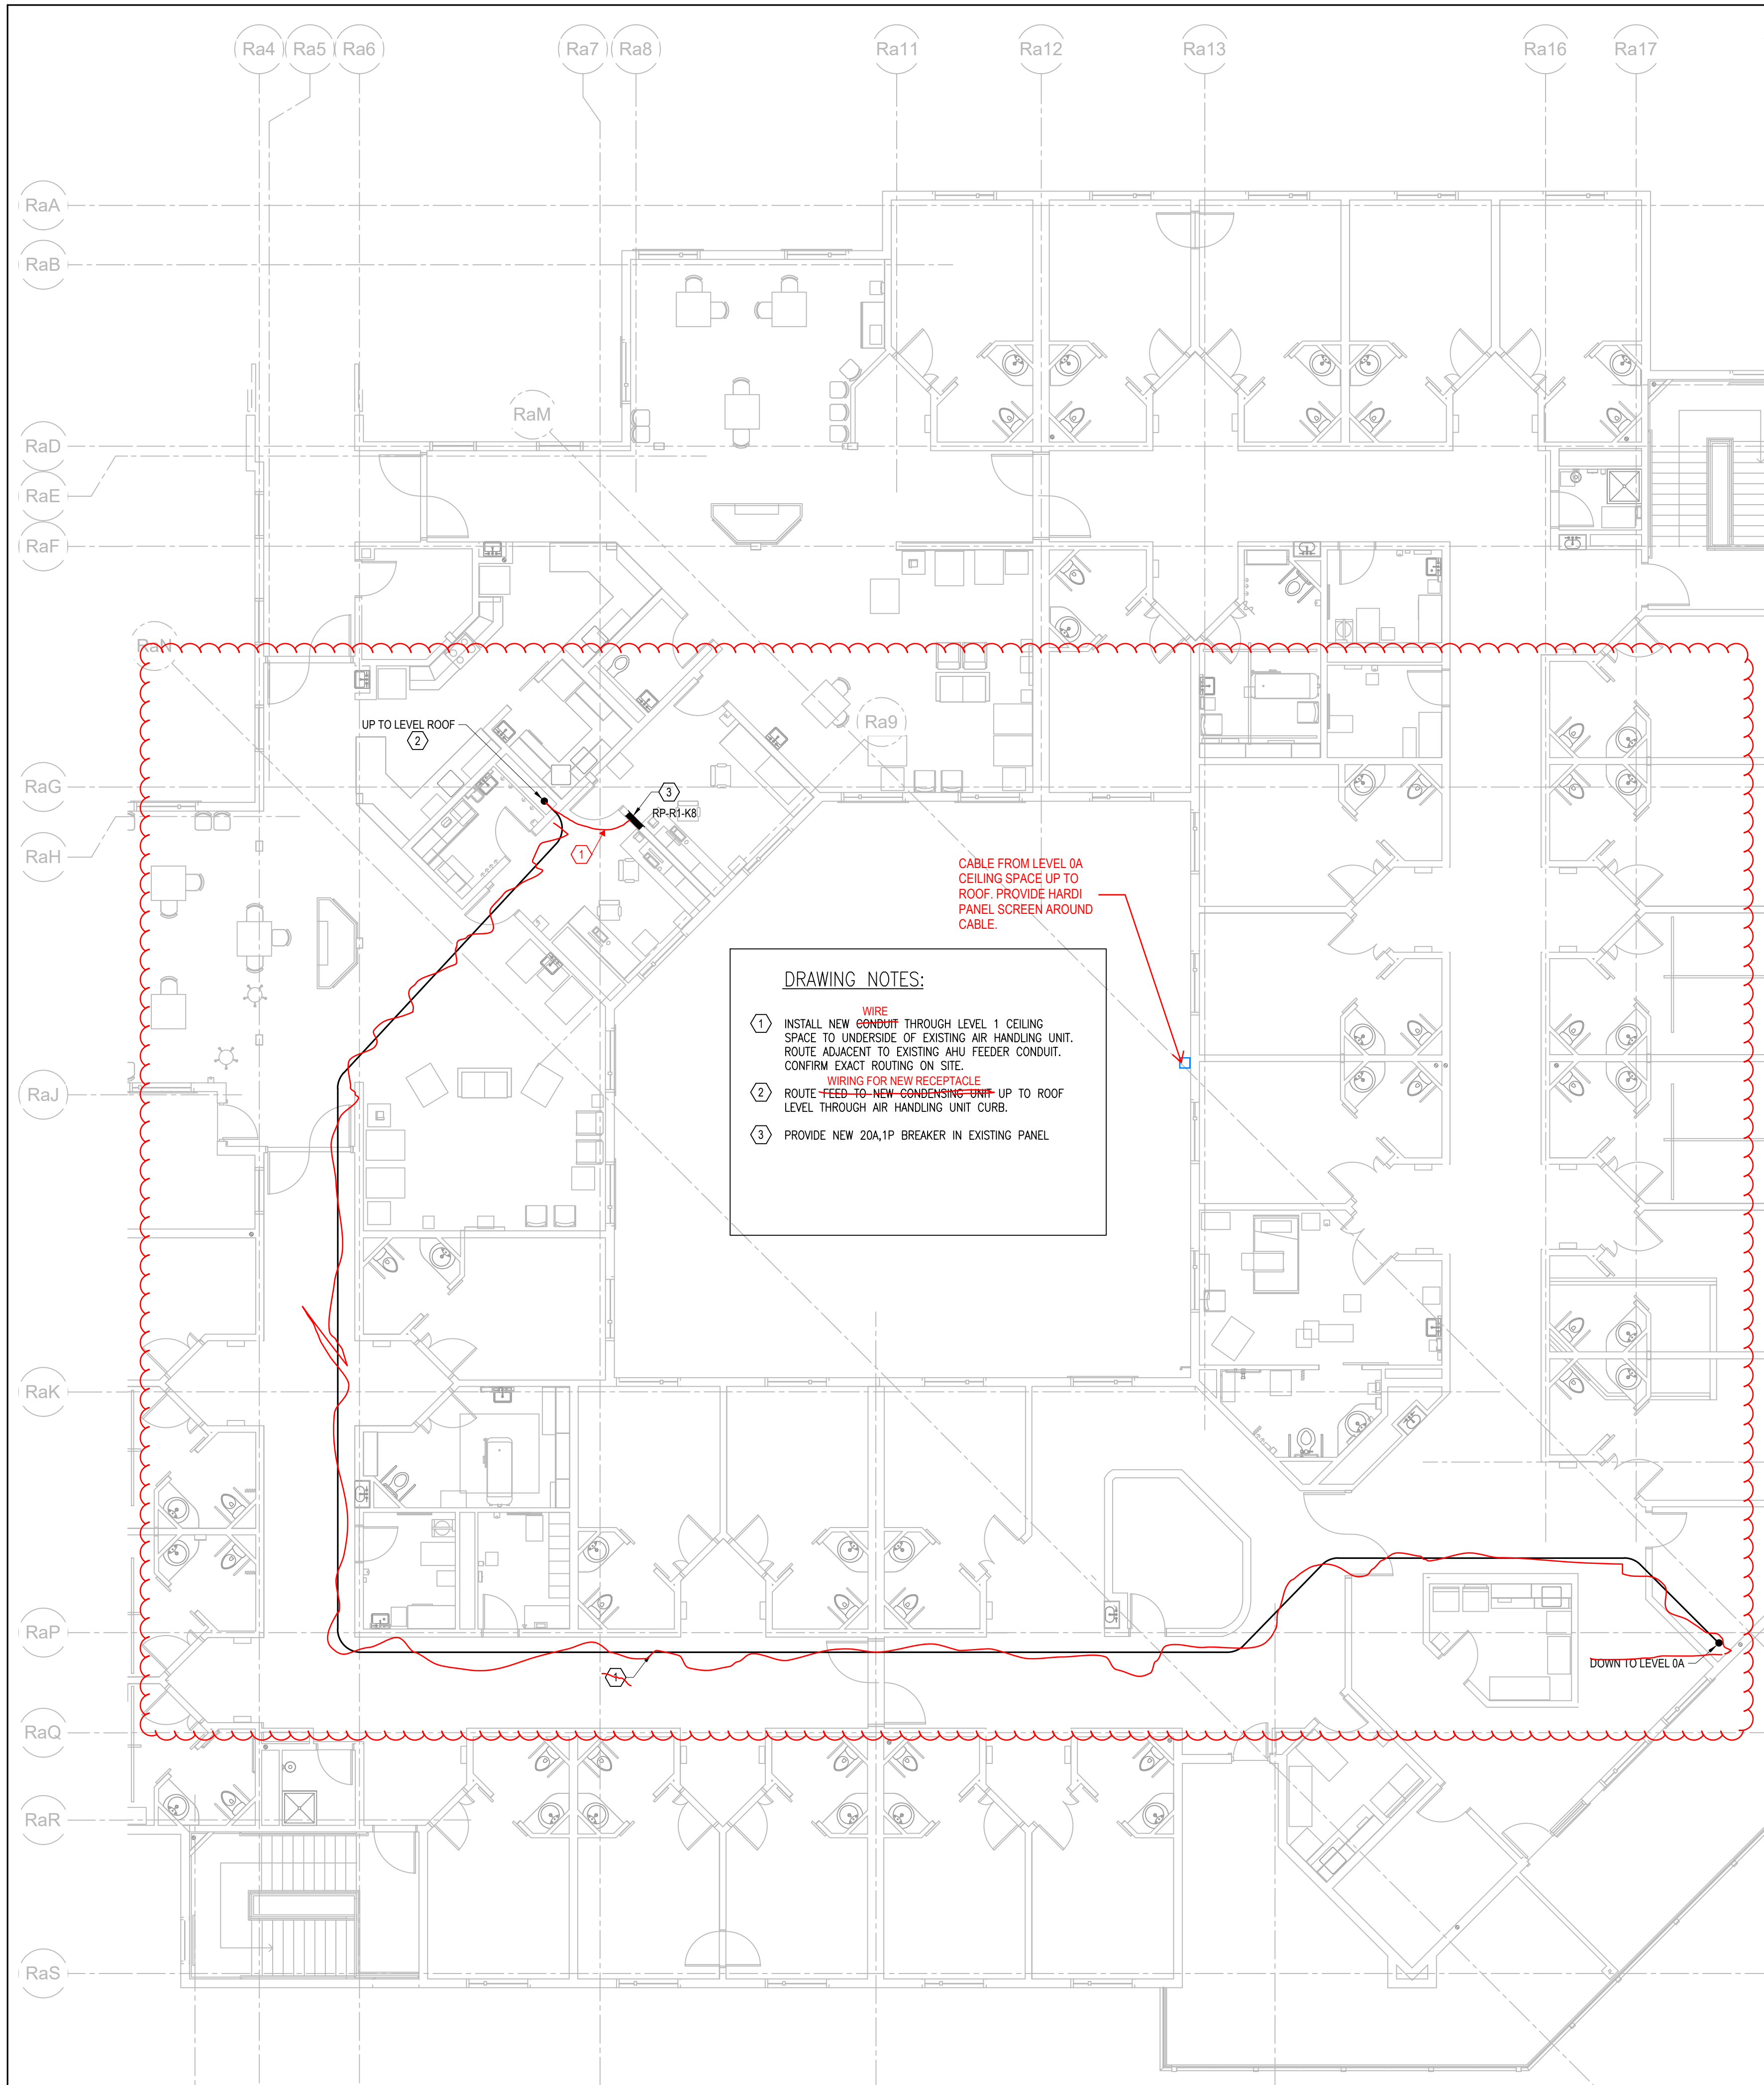 Ra4 Ra5 Ra6 Ra7 Ra8 Ra11 Ra12 Ra13 Ra16 Ra17
RaA
RaB
RaM
RaD
RaE
RaF
RaN
Ra9
UP TO LEVEL ROOF
2
RaG
3
RP-R1-K8
1
RaH
CABLE FROM LEVEL 0A
CEILING SPACE UP TO
ROOF. PROVIDE HARDI
PANEL SCREEN AROUND
CABLE.
DRAWING NOTES:
WIRE
1 INSTALL NEW CONDUIT THROUGH LEVEL 1 CEILING
SPACE TO UNDERSIDE OF EXISTING AIR HANDLING UNIT.
ROUTE ADJACENT TO EXISTING AHU FEEDER CONDUIT.
CONFIRM EXACT ROUTING ON SITE.
WIRING FOR NEW RECEPTACLE
2 ROUTE FEED TO NEW CONDENSING UNIT UP TO ROOF
LEVEL THROUGH AIR HANDLING UNIT CURB.
3 PROVIDE NEW 20A,1P BREAKER IN EXISTING PANEL
RaJ
RaK
RaP
DOWN TO LEVEL 0A
1
RaQ
RaR
RaS